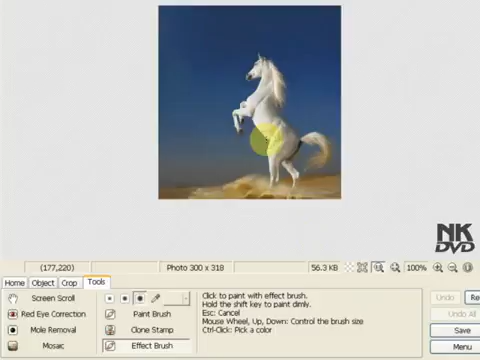 NK
DVD
(177,220)
Photo 300 x 318
56.3 KB
100%
Home
Object
Crop
Tools
Screen Scroll
Red Eye Correction
Mole Removal
Mosaic
Paint Brush
Clone Stamp
Effect Brush
Click to paint with effect brush.
Hold the shift key to paint dimly.
Esc: Cancel
Mouse Wheel, Up, Down: Control the brush size
Ctrl-Click: Pick a color
Undo
Re
Undo All
Save
Menu